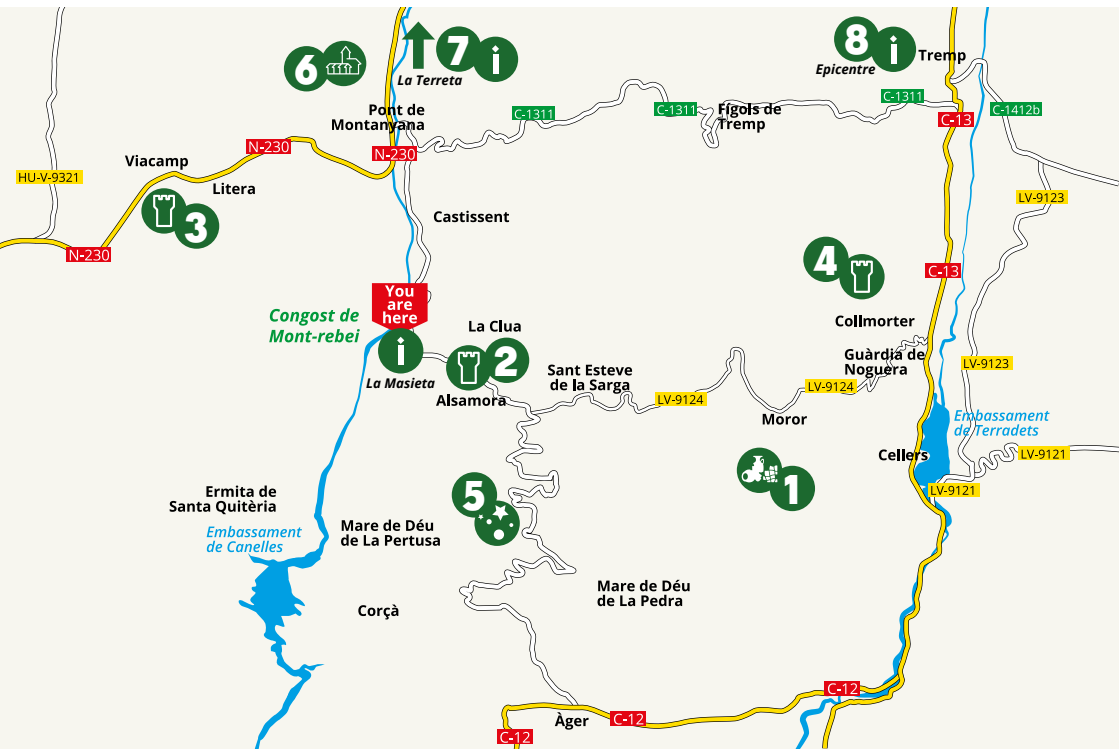 6
7
i
La Terreta
8
i
Epicentre
Tremp
Pont de
Montanyana
C-1311
C-1311
Fígols de
Tremp
C-1311
C-1412b
C-13
N-230
N-230
Viacamp
Litera
HU-V-9321
3
N-230
LV-9123
Castissent
4
C-13
You
are
here
Congost de
Mont-rebei
i
La Masieta
La Clua
2
Alsamora
Collmorter
Guàrdia de
Noguera
Sant Esteve
de la Sarga
LV-9124
LV-9124
LV-9123
Moror
Embassament
de Terradets
Cellers
LV-9121
LV-9121
1
5
Ermita de
Santa Quitèria
Embassament
de Canelles
Mare de Déu
de La Pertusa
Mare de Déu
de La Pedra
Corçà
C-12
Àger
C-12
C-12